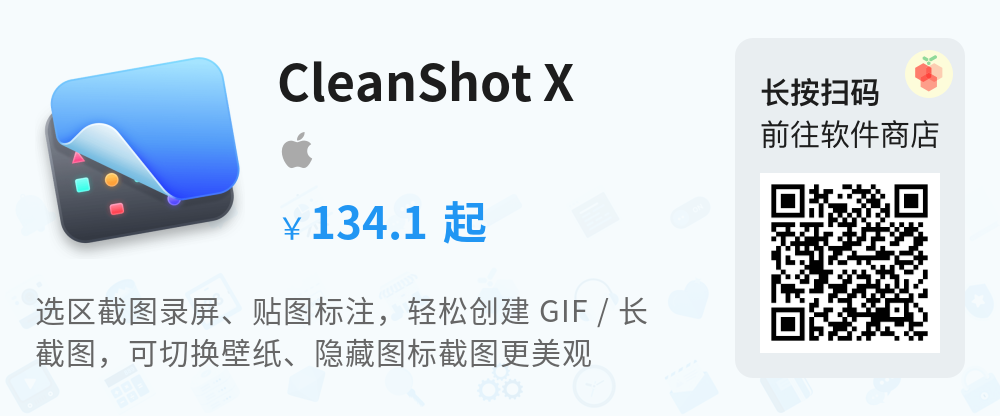 CleanShot X
¥ 134.1 起
选区截图录屏、贴图标注，轻松创建 GIF / 长
截图，可切换壁纸、隐藏图标截图更美观
长按扫码
前往软件商店